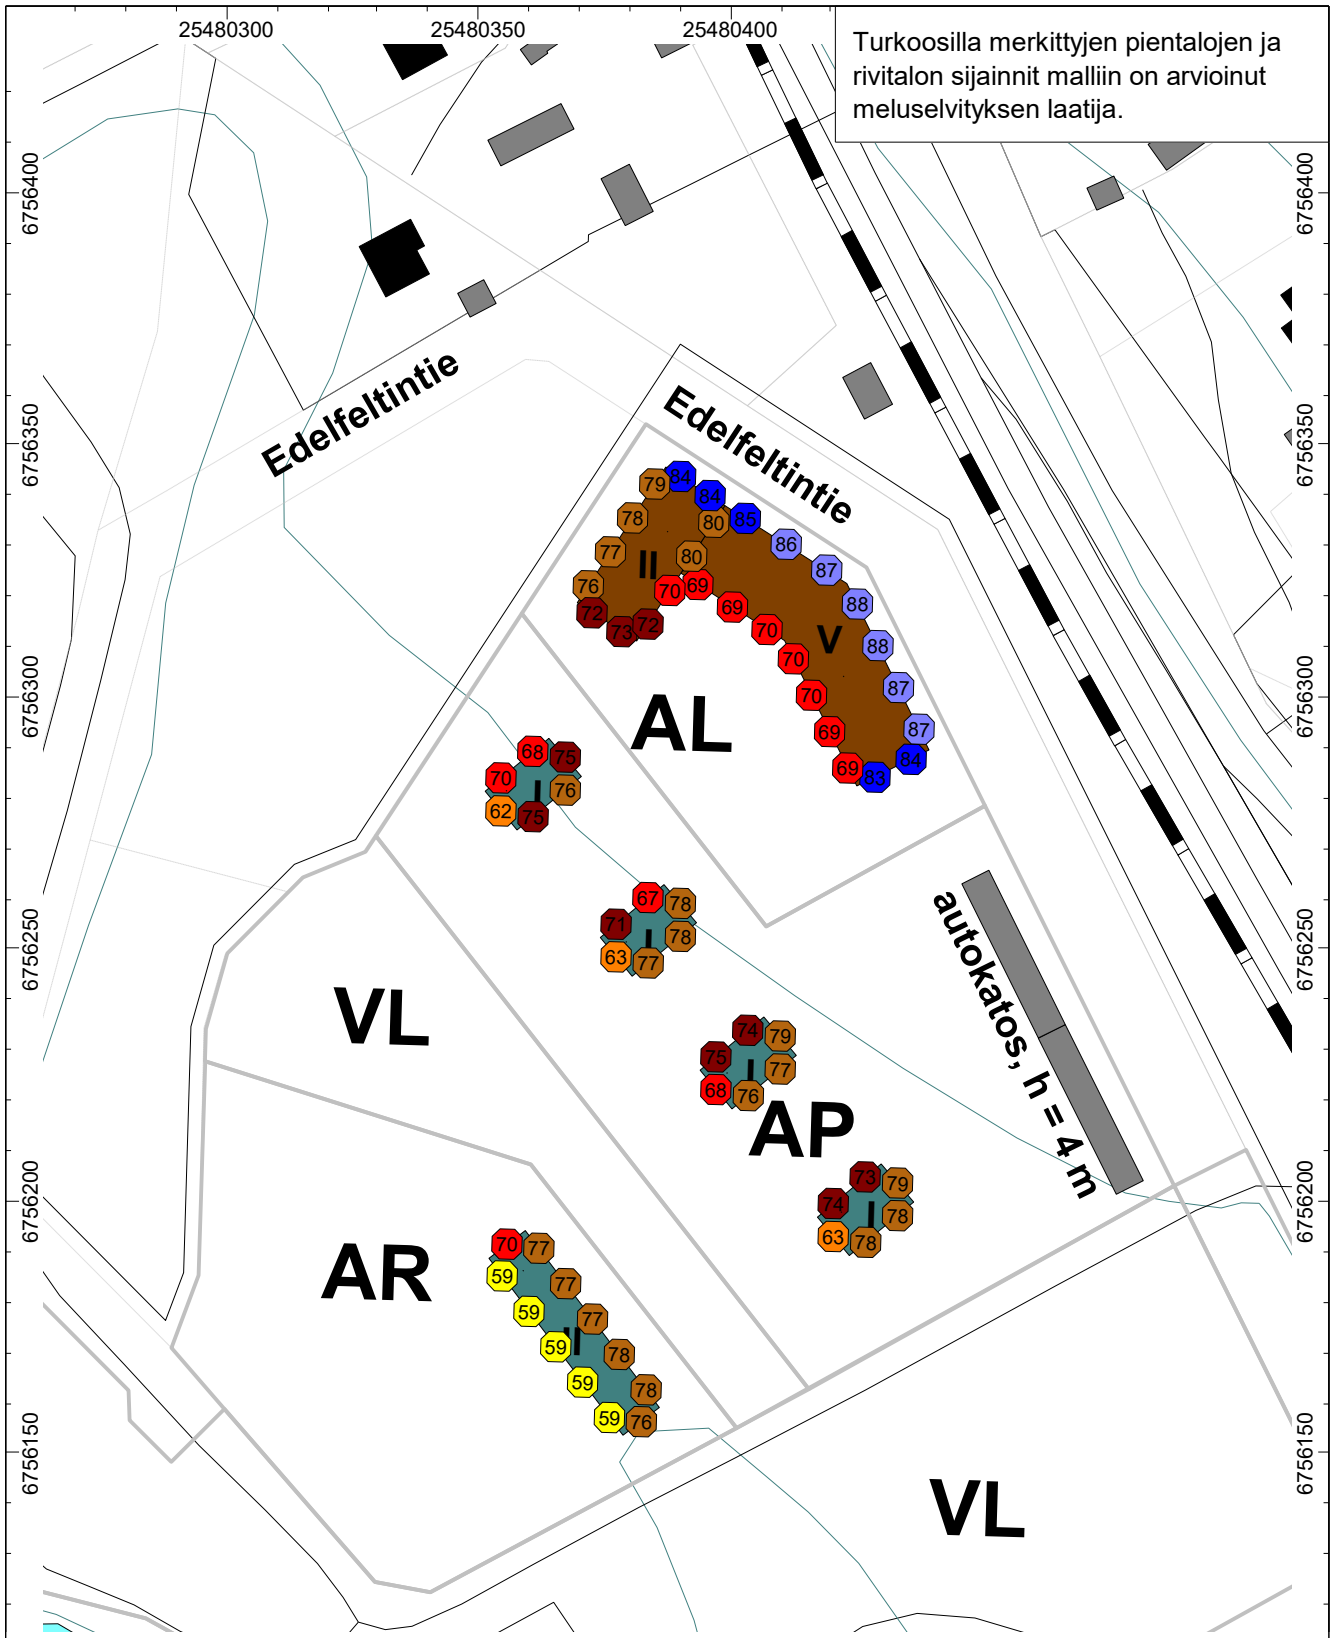 25480300 25480350 25480400
Turkoosilla merkittyjen pientalojen ja
rivitalon sijainnit malliin on arvioinut
meluselvityksen laatija.
6756400 6756400
Edelfeltintie
Edelfeltintie
6756350 6756350
79 84 84
78 80 85
77 II 80 86
76 70 69 87
72 73 72 69 88
70 V 88
70 87
70
6756300 6756300
AL 69 87
69 83 84
68 75
70 I 76
62 75
67 78
71 I 78
63 77
autokatos, h = 4 m
6756250 6756250
VL
74 79
75 I 77
68 76
AP
73 79
74 I 78
63 78
6756200 6756200
AR
70 77
59 77
59 77
59 II 78
59 78
59 76
6756150 6756150
VL